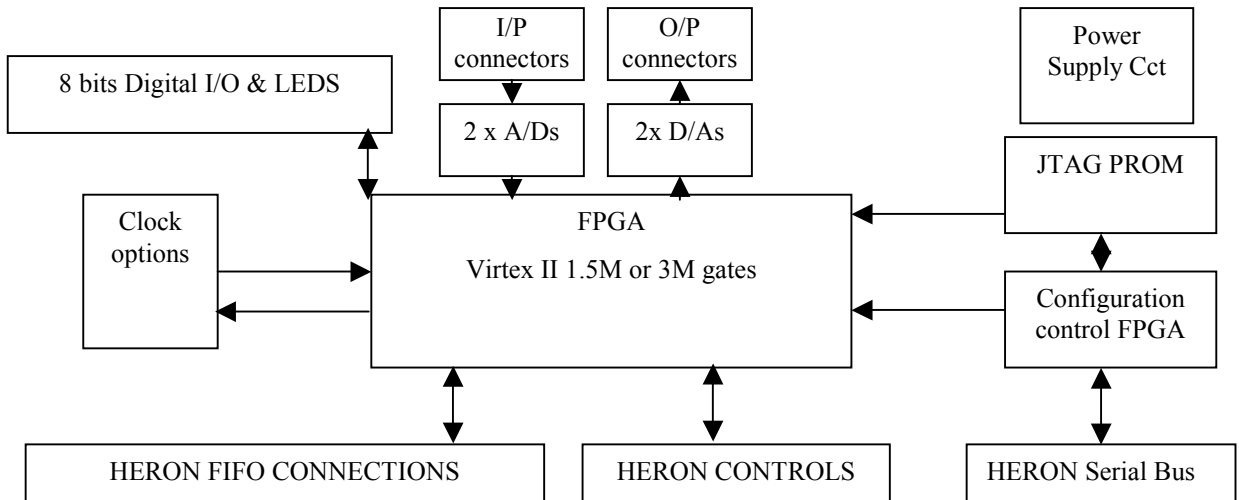 I/P
connectors
O/P
connectors
Power
Supply Cct
8 bits Digital I/O & LEDS
2 x A/Ds
2x D/As
JTAG PROM
Clock
options
FPGA
Virtex II 1.5M or 3M gates
Configuration
control FPGA
HERON FIFO CONNECTIONS
HERON CONTROLS
HERON Serial Bus